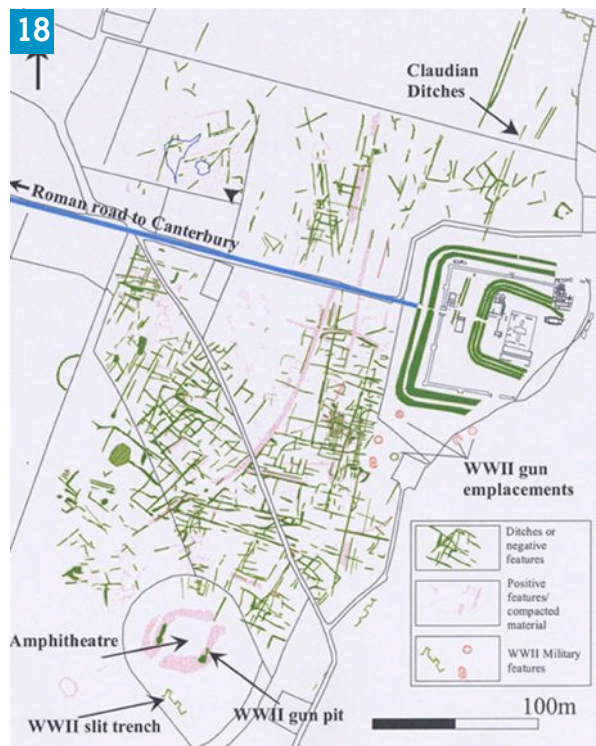 18
Claudian
Ditches
Roman road to Canterbury
WWII gun
emplacements
Ditches or
negative
features
Positive
features/
compacted
material
WWII Military
features
Amphitheatre
WWII gun pit
WWII slit trench
100m